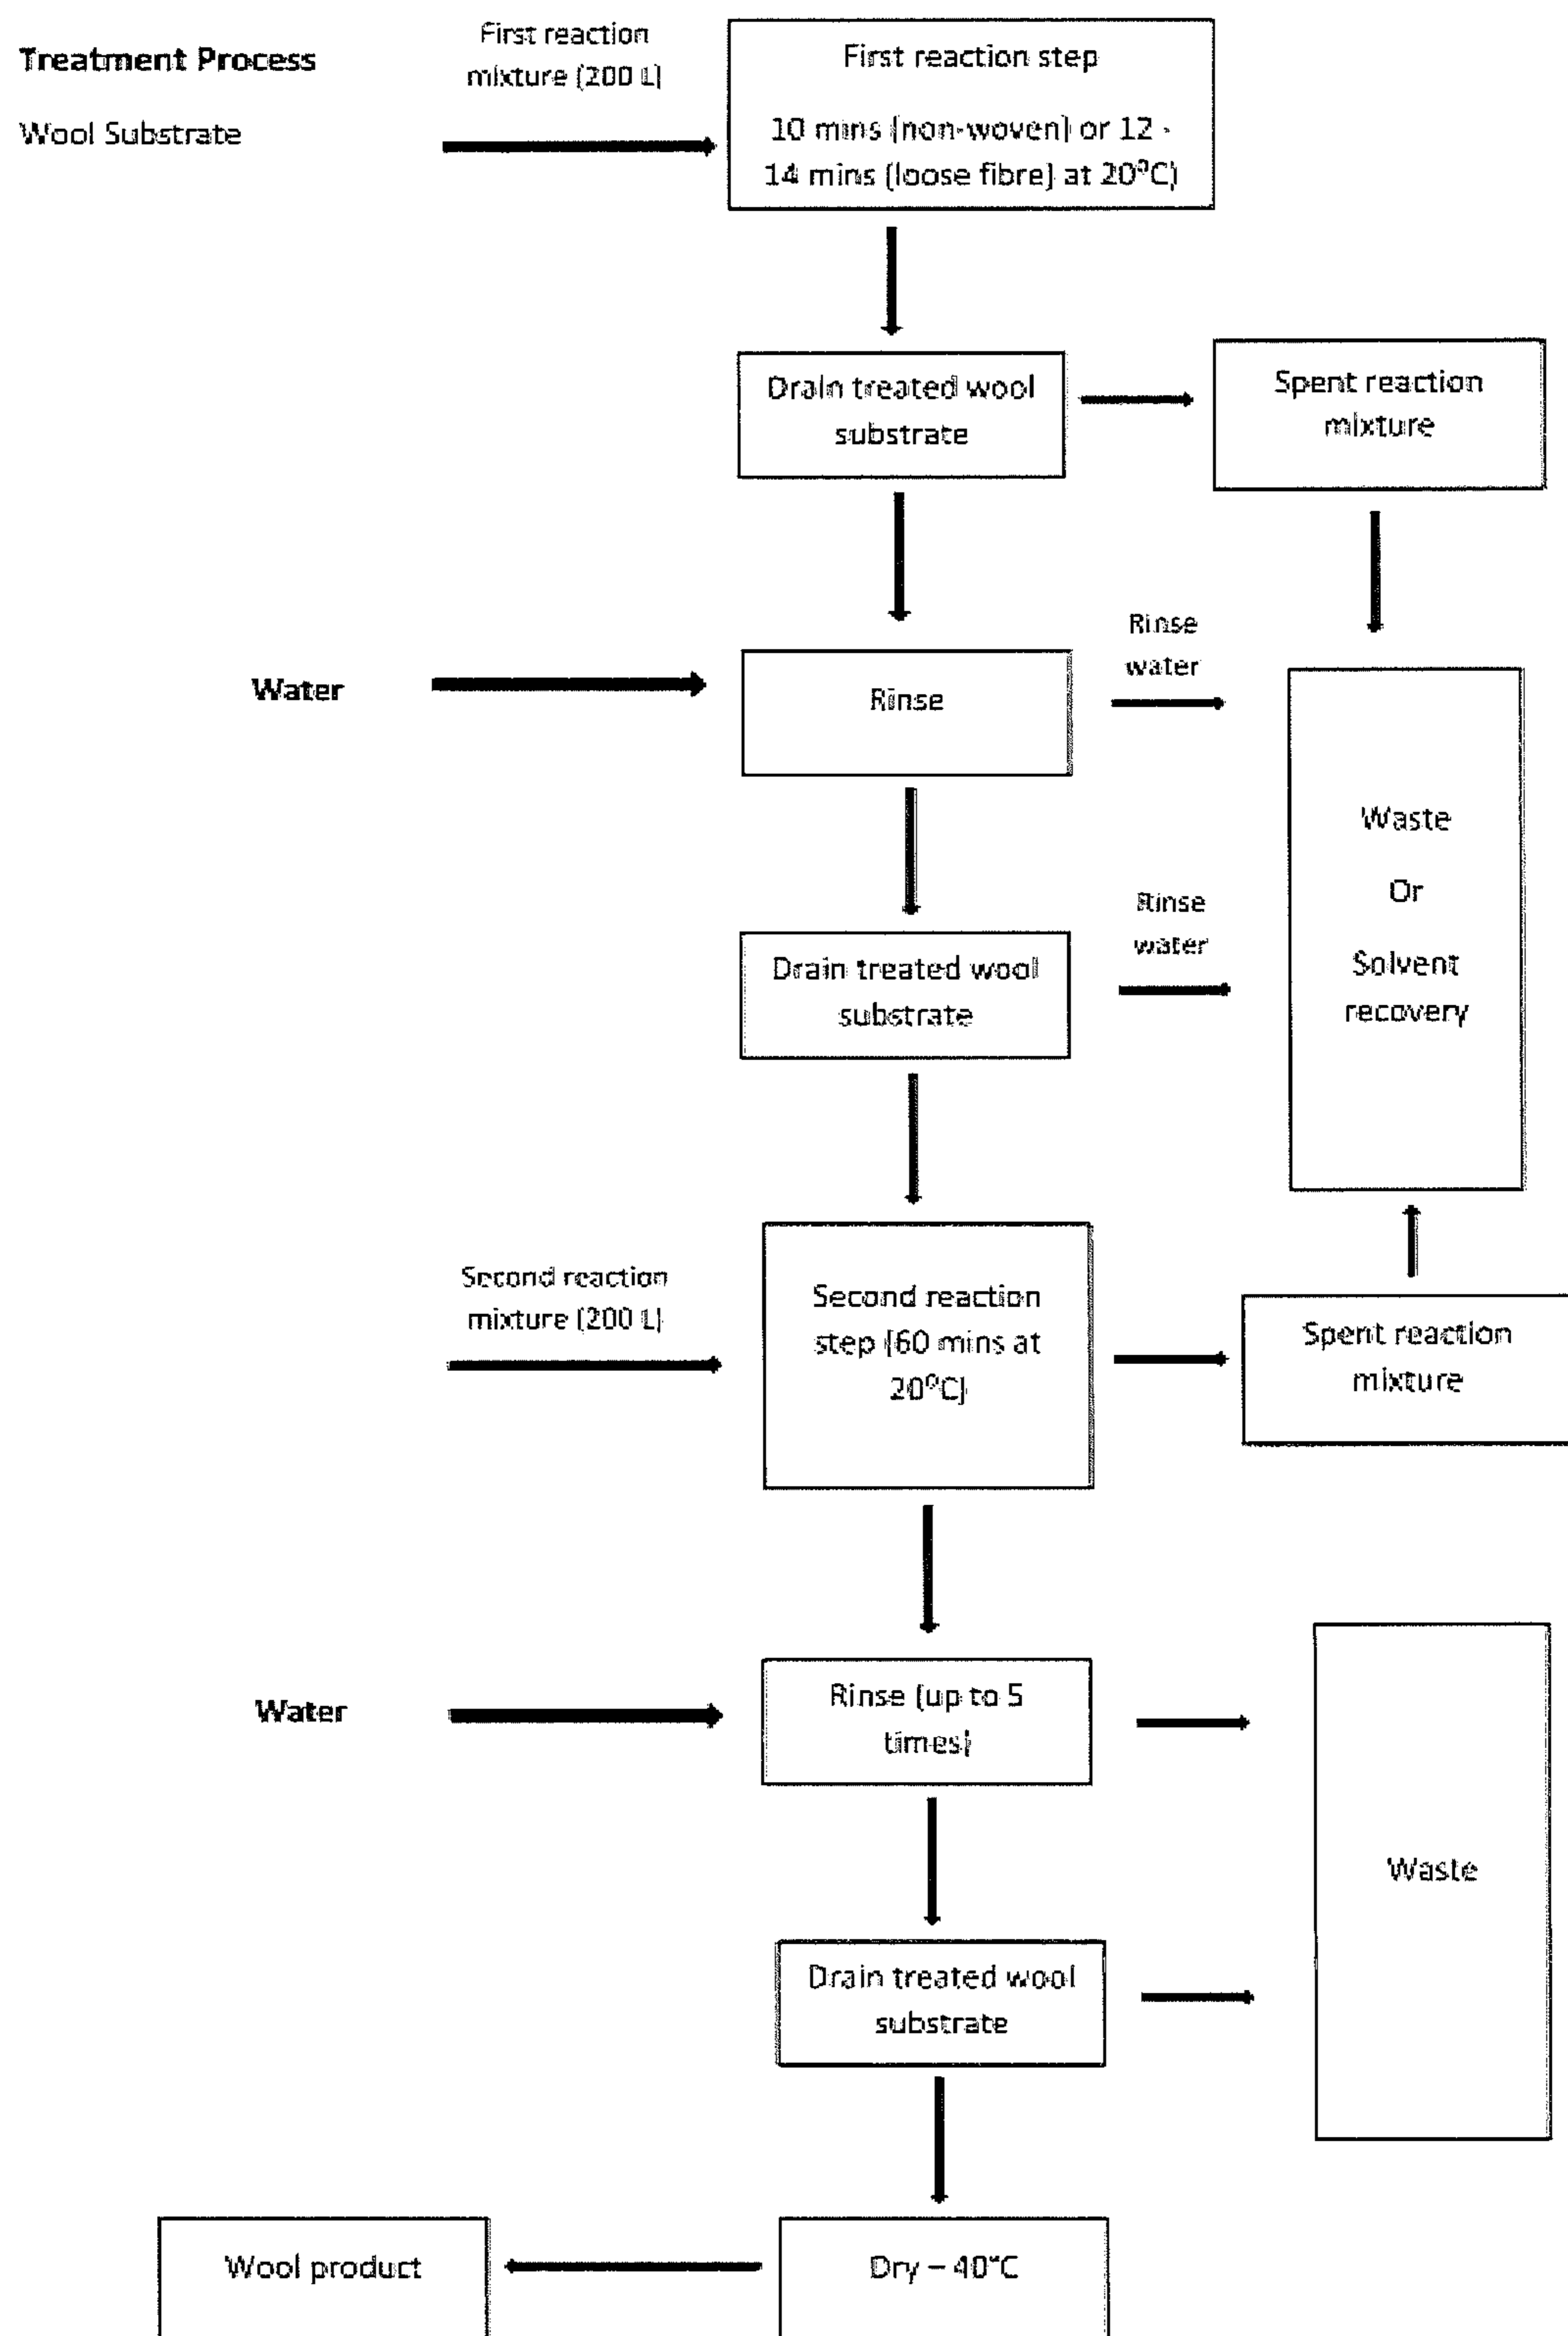 Treatment Process
Wool Substrate
First reaction
mixture (200 L)
First reaction step
10 mins (non-woven) or 12 -
14 mins (loose fibre) at 20⁰C)
Drain treated wool
substrate
Spent reaction
mixture
Water
Rinse
Rinse
water
Waste
Or
Solvent
recovery
Drain treated wool
substrate
Rinse
water
Second reaction
mixture (200 L)
Second reaction
step (60 mins at
20⁰C)
Spent reaction
mixture
Water
Rinse (up to 5
times)
Waste
Drain treated wool
substrate
Wool product
Dry – 40°C